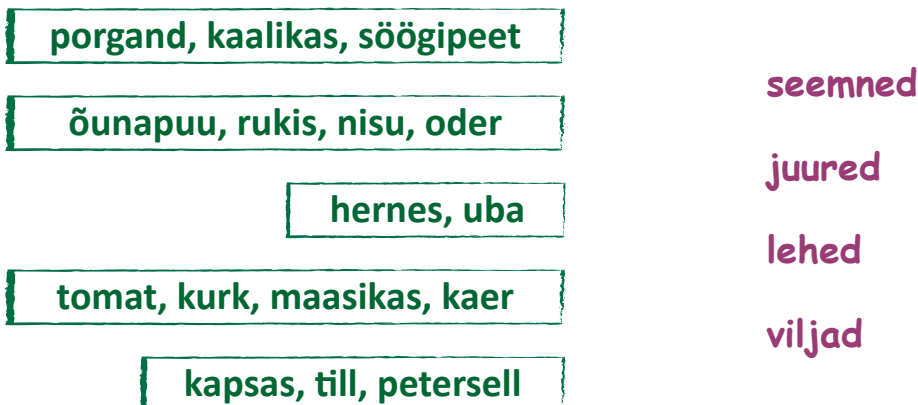 porgand, kaalikas, söögipeet
seemned
õunapuu, rukis, nisu, oder
juured
hernes, uba
lehed
tomat, kurk, maasikas, kaer
viljad
kapsas, till, petersell